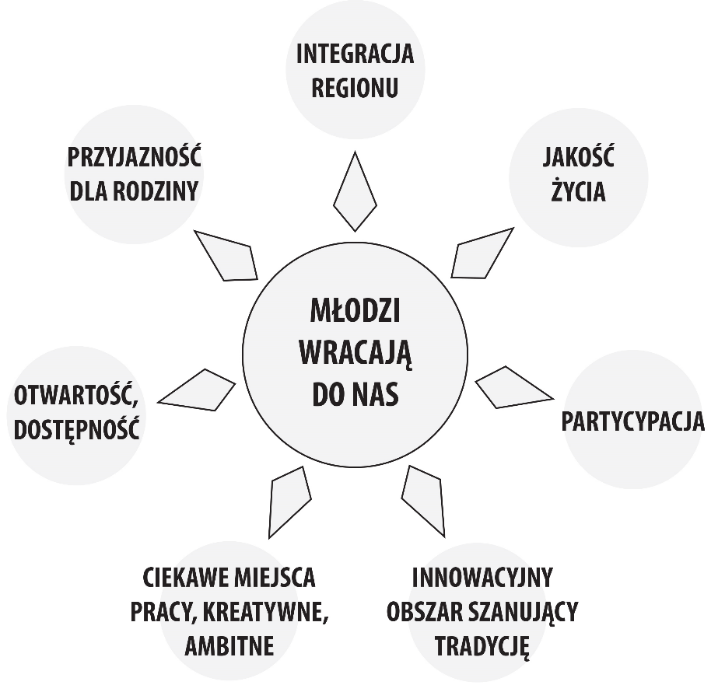 INTEGRACJA
REGIONU
PRZYJAZNOŚĆ
DLA RODZINY
JAKOŚĆ
ŻYCIA
MŁODZI
WRACAJĄ
DO NAS
OTWARTOŚĆ,
DOSTĘPNOŚĆ
PARTYCYPACJA
CIEKAWE MIEJSCA
PRACY, KREATYWNE,
AMBITNE
INNOWACYJNY
OBSZAR SZANUJĄCY
TRADYCJĘ